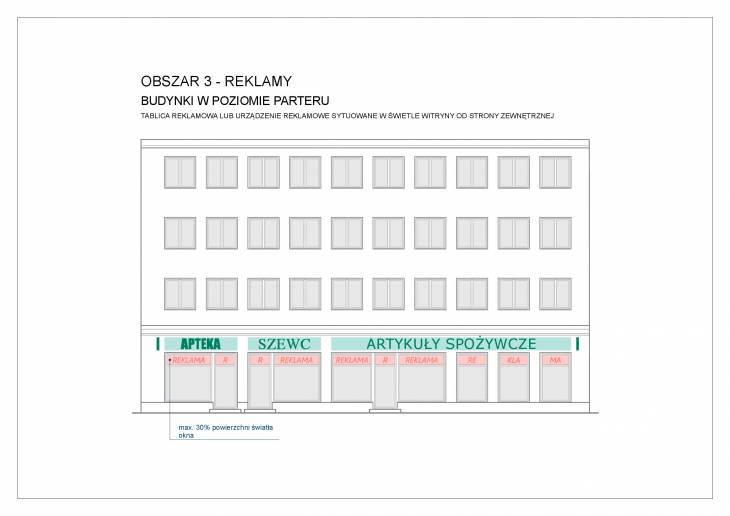 OBSZAR 3 - REKLAMY
BUDYNKI W POZIOMIE PARTERU
TABLICA REKLAMOWA LUB URZĄDZENIE REKLAMOWE SYTUOWANE W ŚWIETLE WITRYNY OD STRONY ZEWNĘTRZNEJ
APTEKA SZEWC ARTYKUŁY SPOŻYWCZE
REKLAMA R R REKLAMA REKLAMA R REKLAMA RE KLA MA
max. 30% powierzchni światła
okna